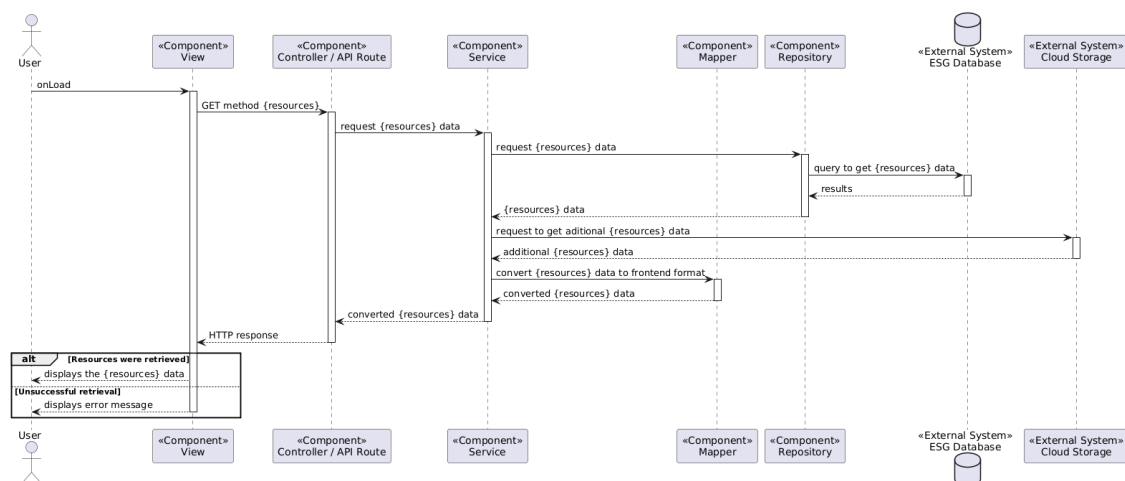 User
«Component»
View
«Component»
Controller / API Route
«Component»
Service
«Component»
Mapper
«Component»
Repository
«External System»
ESG Database
«External System»
Cloud Storage
onLoad
GET method {resources}
request {resources} data
request {resources} data
query to get {resources} data
results
{resources} data
request to get aditional {resources} data
additional {resources} data
convert {resources} data to frontend format
converted {resources} data
converted {resources} data
HTTP response
alt [Resources were retrieved]
displays the {resources} data
[Unsuccessful retrieval]
displays error message
User
«Component»
View
«Component»
Controller / API Route
«Component»
Service
«Component»
Mapper
«Component»
Repository
«External System»
ESG Database
«External System»
Cloud Storage